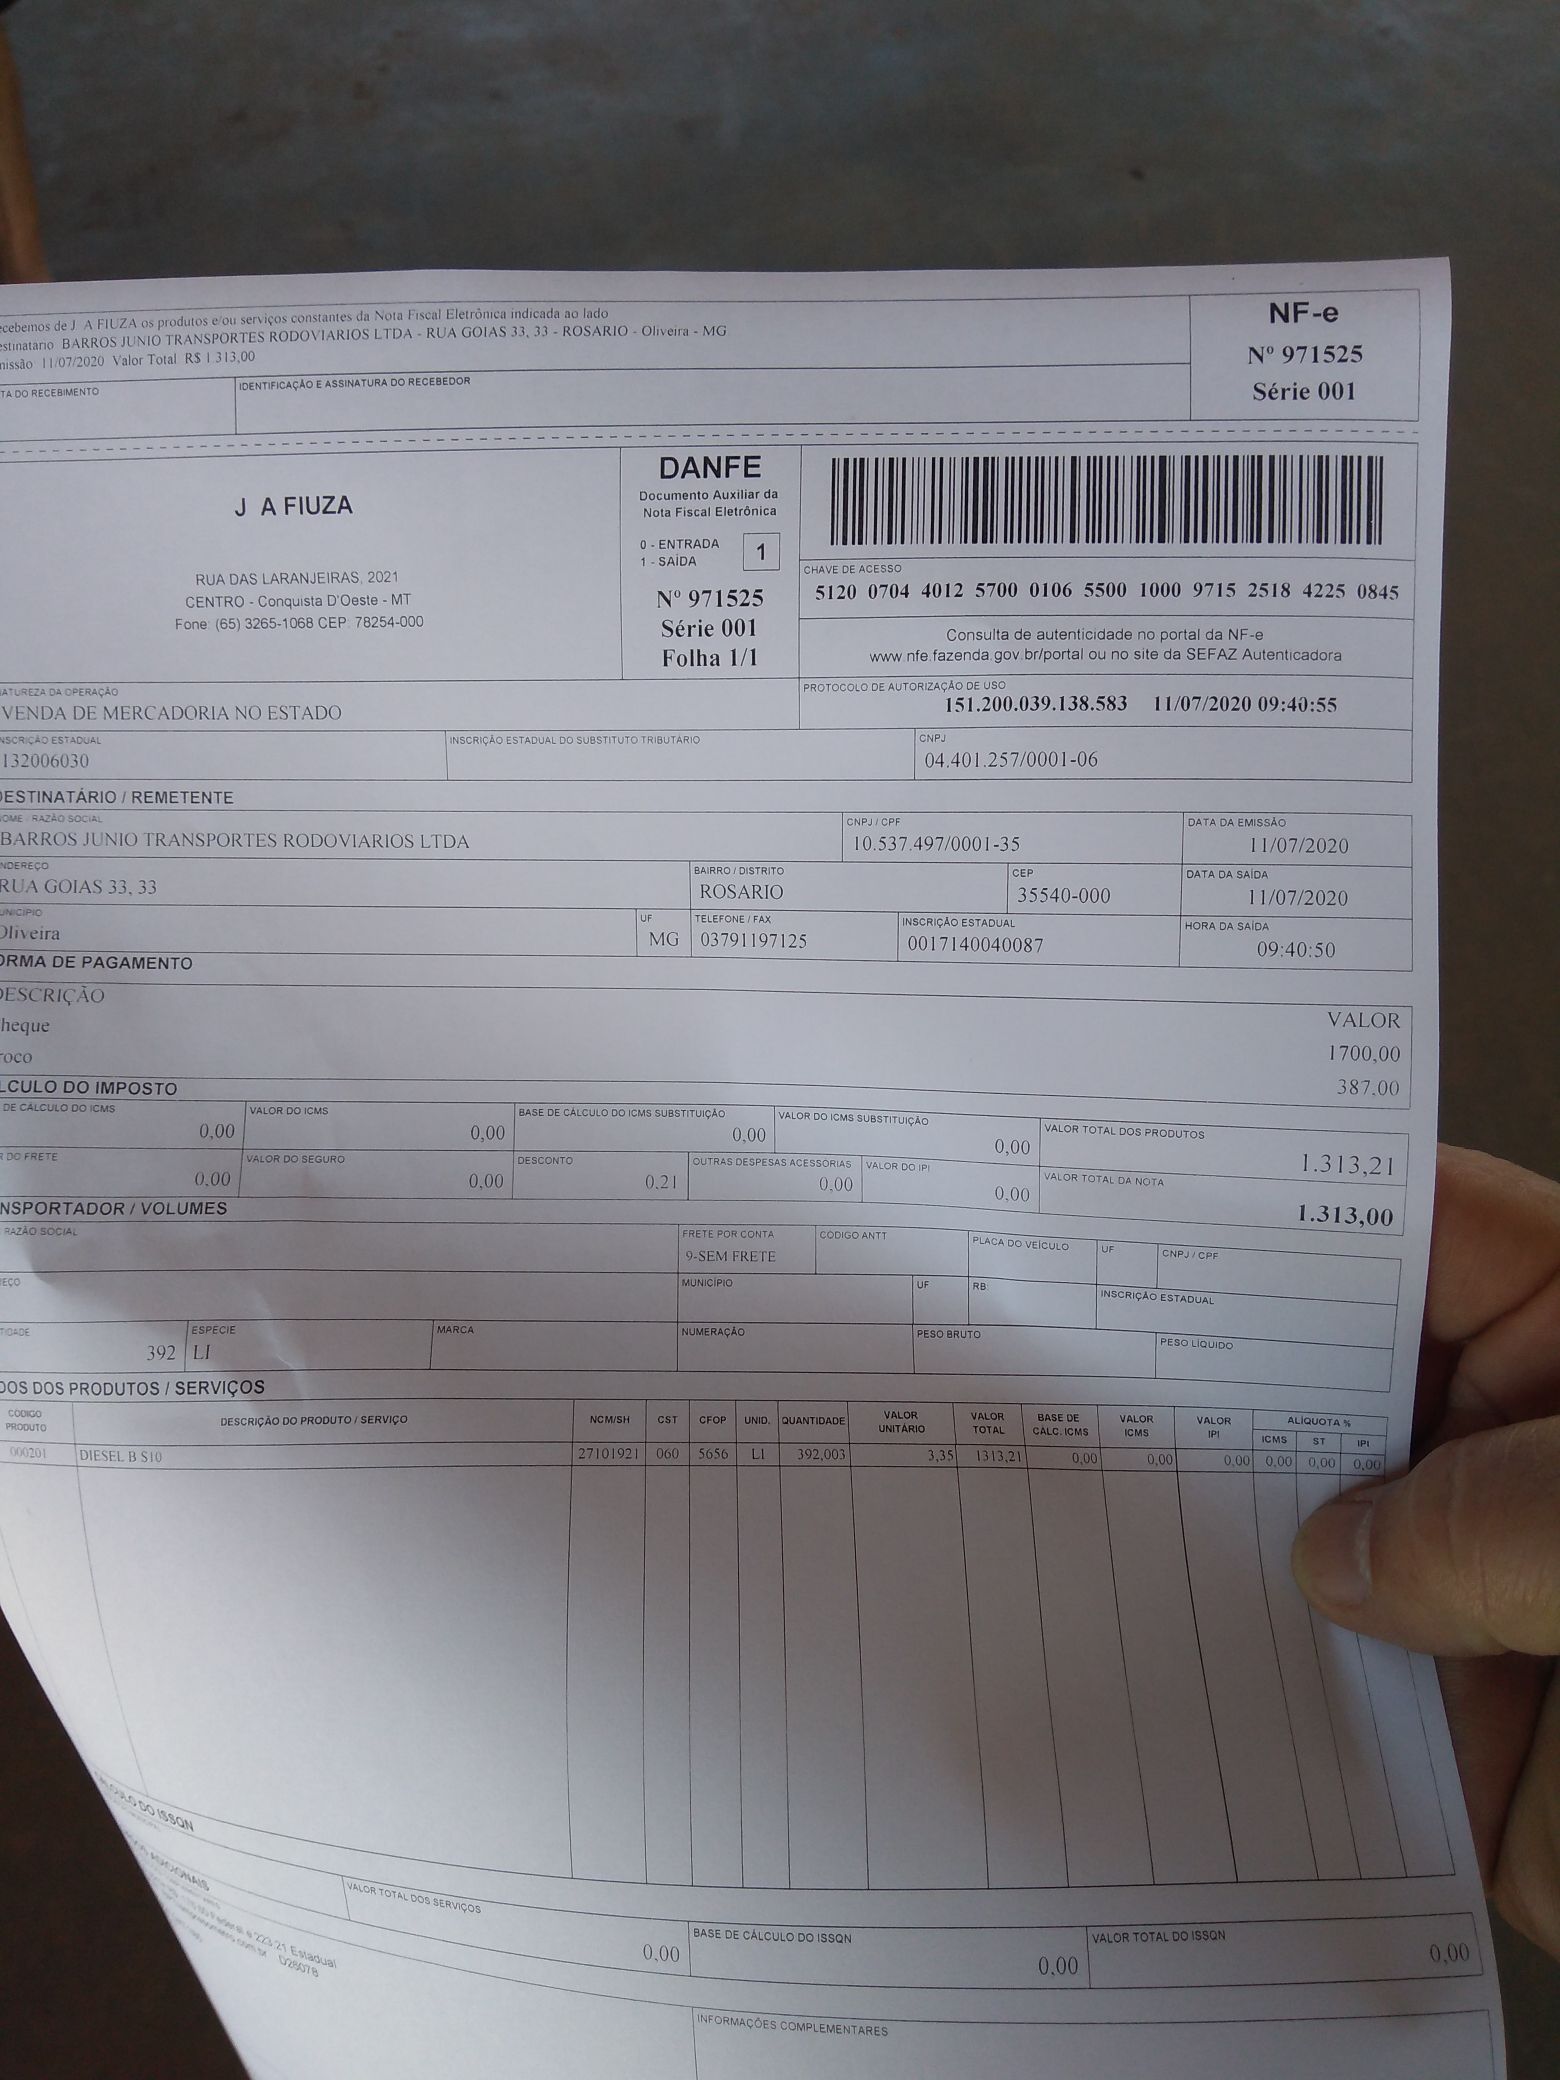 ecebemos de J A FIUZA os produtos e/ou serviços constantes da Nota Fiscal Eletrônica indicada ao lado
estinatario BARROS JUNIO TRANSPORTES RODOVIARIOS LTDA - RUA GOIAS 33, 33 - ROSARIO - Oliveira - MG
missão 11/07/2020 Valor Total R$ 1.313,00
TA DO RECEBIMENTO
IDENTIFICAÇÃO E ASSINATURA DO RECEBEDOR
NF-e
Nº 971525
Série 001
J A FIUZA
RUA DAS LARANJEIRAS, 2021
CENTRO - Conquista D'Oeste - MT
Fone: (65) 3265-1068 CEP: 78254-000
DANFE
Documento Auxiliar da
Nota Fiscal Eletrônica
0 - ENTRADA
1 - SAÍDA
1
Nº 971525
Série 001
Folha 1/1
CHAVE DE ACESSO
5120 0704 4012 5700 0106 5500 1000 9715 2518 4225 0845
Consulta de autenticidade no portal da NF-e
www.nfe.fazenda.gov.br/portal ou no site da SEFAZ Autenticadora
NATUREZA DA OPERAÇÃO
VENDA DE MERCADORIA NO ESTADO
PROTOCOLO DE AUTORIZAÇÃO DE USO
151.200.039.138.583 11/07/2020 09:40:55
NSCRIÇÃO ESTADUAL
132006030
INSCRIÇÃO ESTADUAL DO SUBSTITUTO TRIBUTÁRIO
CNPJ
04.401.257/0001-06
DESTINATÁRIO / REMETENTE
NOME / RAZÃO SOCIAL
BARROS JUNIO TRANSPORTES RODOVIARIOS LTDA
CNPJ / CPF
10.537.497/0001-35
DATA DA EMISSÃO
11/07/2020
NDEREÇO
RUA GOIAS 33, 33
BAIRRO / DISTRITO
ROSARIO
CEP
35540-000
DATA DA SAÍDA
11/07/2020
UNICÍPIO
Oliveira
UF
MG
TELEFONE / FAX
03791197125
INSCRIÇÃO ESTADUAL
0017140040087
HORA DA SAÍDA
09:40:50
ORMA DE PAGAMENTO
DESCRIÇÃO VALOR
heque 1700,00
roco 387,00
LCULO DO IMPOSTO
DE CÁLCULO DO ICMS
0,00
VALOR DO ICMS
0,00
BASE DE CÁLCULO DO ICMS SUBSTITUIÇÃO
0,00
VALOR DO ICMS SUBSTITUIÇÃO
0,00
VALOR TOTAL DOS PRODUTOS
1.313,21
R DO FRETE
0,00
VALOR DO SEGURO
0,00
DESCONTO
0,21
OUTRAS DESPESAS ACESSÓRIAS
0,00
VALOR DO IPI
0,00
VALOR TOTAL DA NOTA
1.313,00
NSPORTADOR / VOLUMES
RAZÃO SOCIAL
FRETE POR CONTA
9-SEM FRETE
CÓDIGO ANTT
PLACA DO VEÍCULO
UF
CNPJ / CPF
EÇO
MUNICÍPIO
UF
RB:
INSCRIÇÃO ESTADUAL
TIDADE
392
ESPÉCIE
LI
MARCA
NUMERAÇÃO
PESO BRUTO
PESO LÍQUIDO
DOS DOS PRODUTOS / SERVIÇOS
CÓDIGO PRODUTO DESCRIÇÃO DO PRODUTO / SERVIÇO NCM/SH CST CFOP UNID. QUANTIDADE VALOR UNITÁRIO VALOR TOTAL BASE DE CÁLC. ICMS VALOR ICMS VALOR IPI ALÍQUOTA %
ICMS ST IPI
000201 DIESEL B S10 27101921 060 5656 LI 392,003 3,35 1313,21 0,00 0,00 0,00 0,00 0,00 0,00
CÁLCULO DO ISSQN
VALOR TOTAL DOS SERVIÇOS
0,00
BASE DE CÁLCULO DO ISSQN
0,00
VALOR TOTAL DO ISSQN
0,00
ADICIONAIS
Federal e 223,21 Estadual
D26078
INFORMAÇÕES COMPLEMENTARES